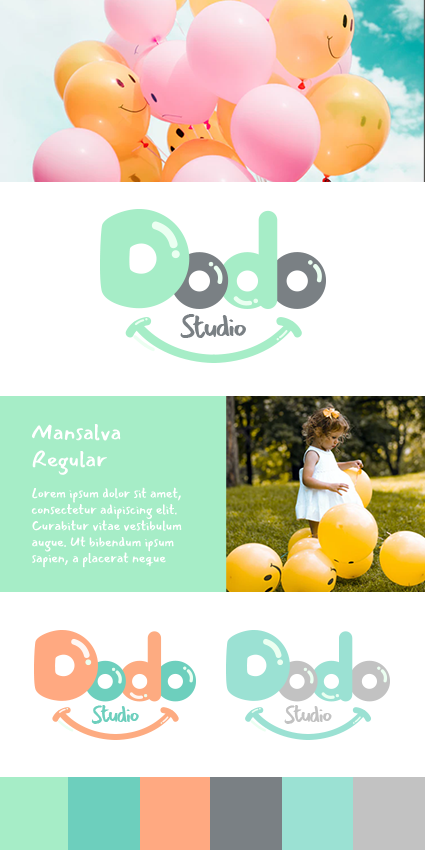 Dodo
Studio
Mansalva
Regular
Lorem ipsum dolor sit amet,
consectetur adipiscing elit.
Curabitur vitae vestibulum
augue. Ut bibendum ipsum
sapien, a placerat neque
Dodo
Studio
Dodo
Studio